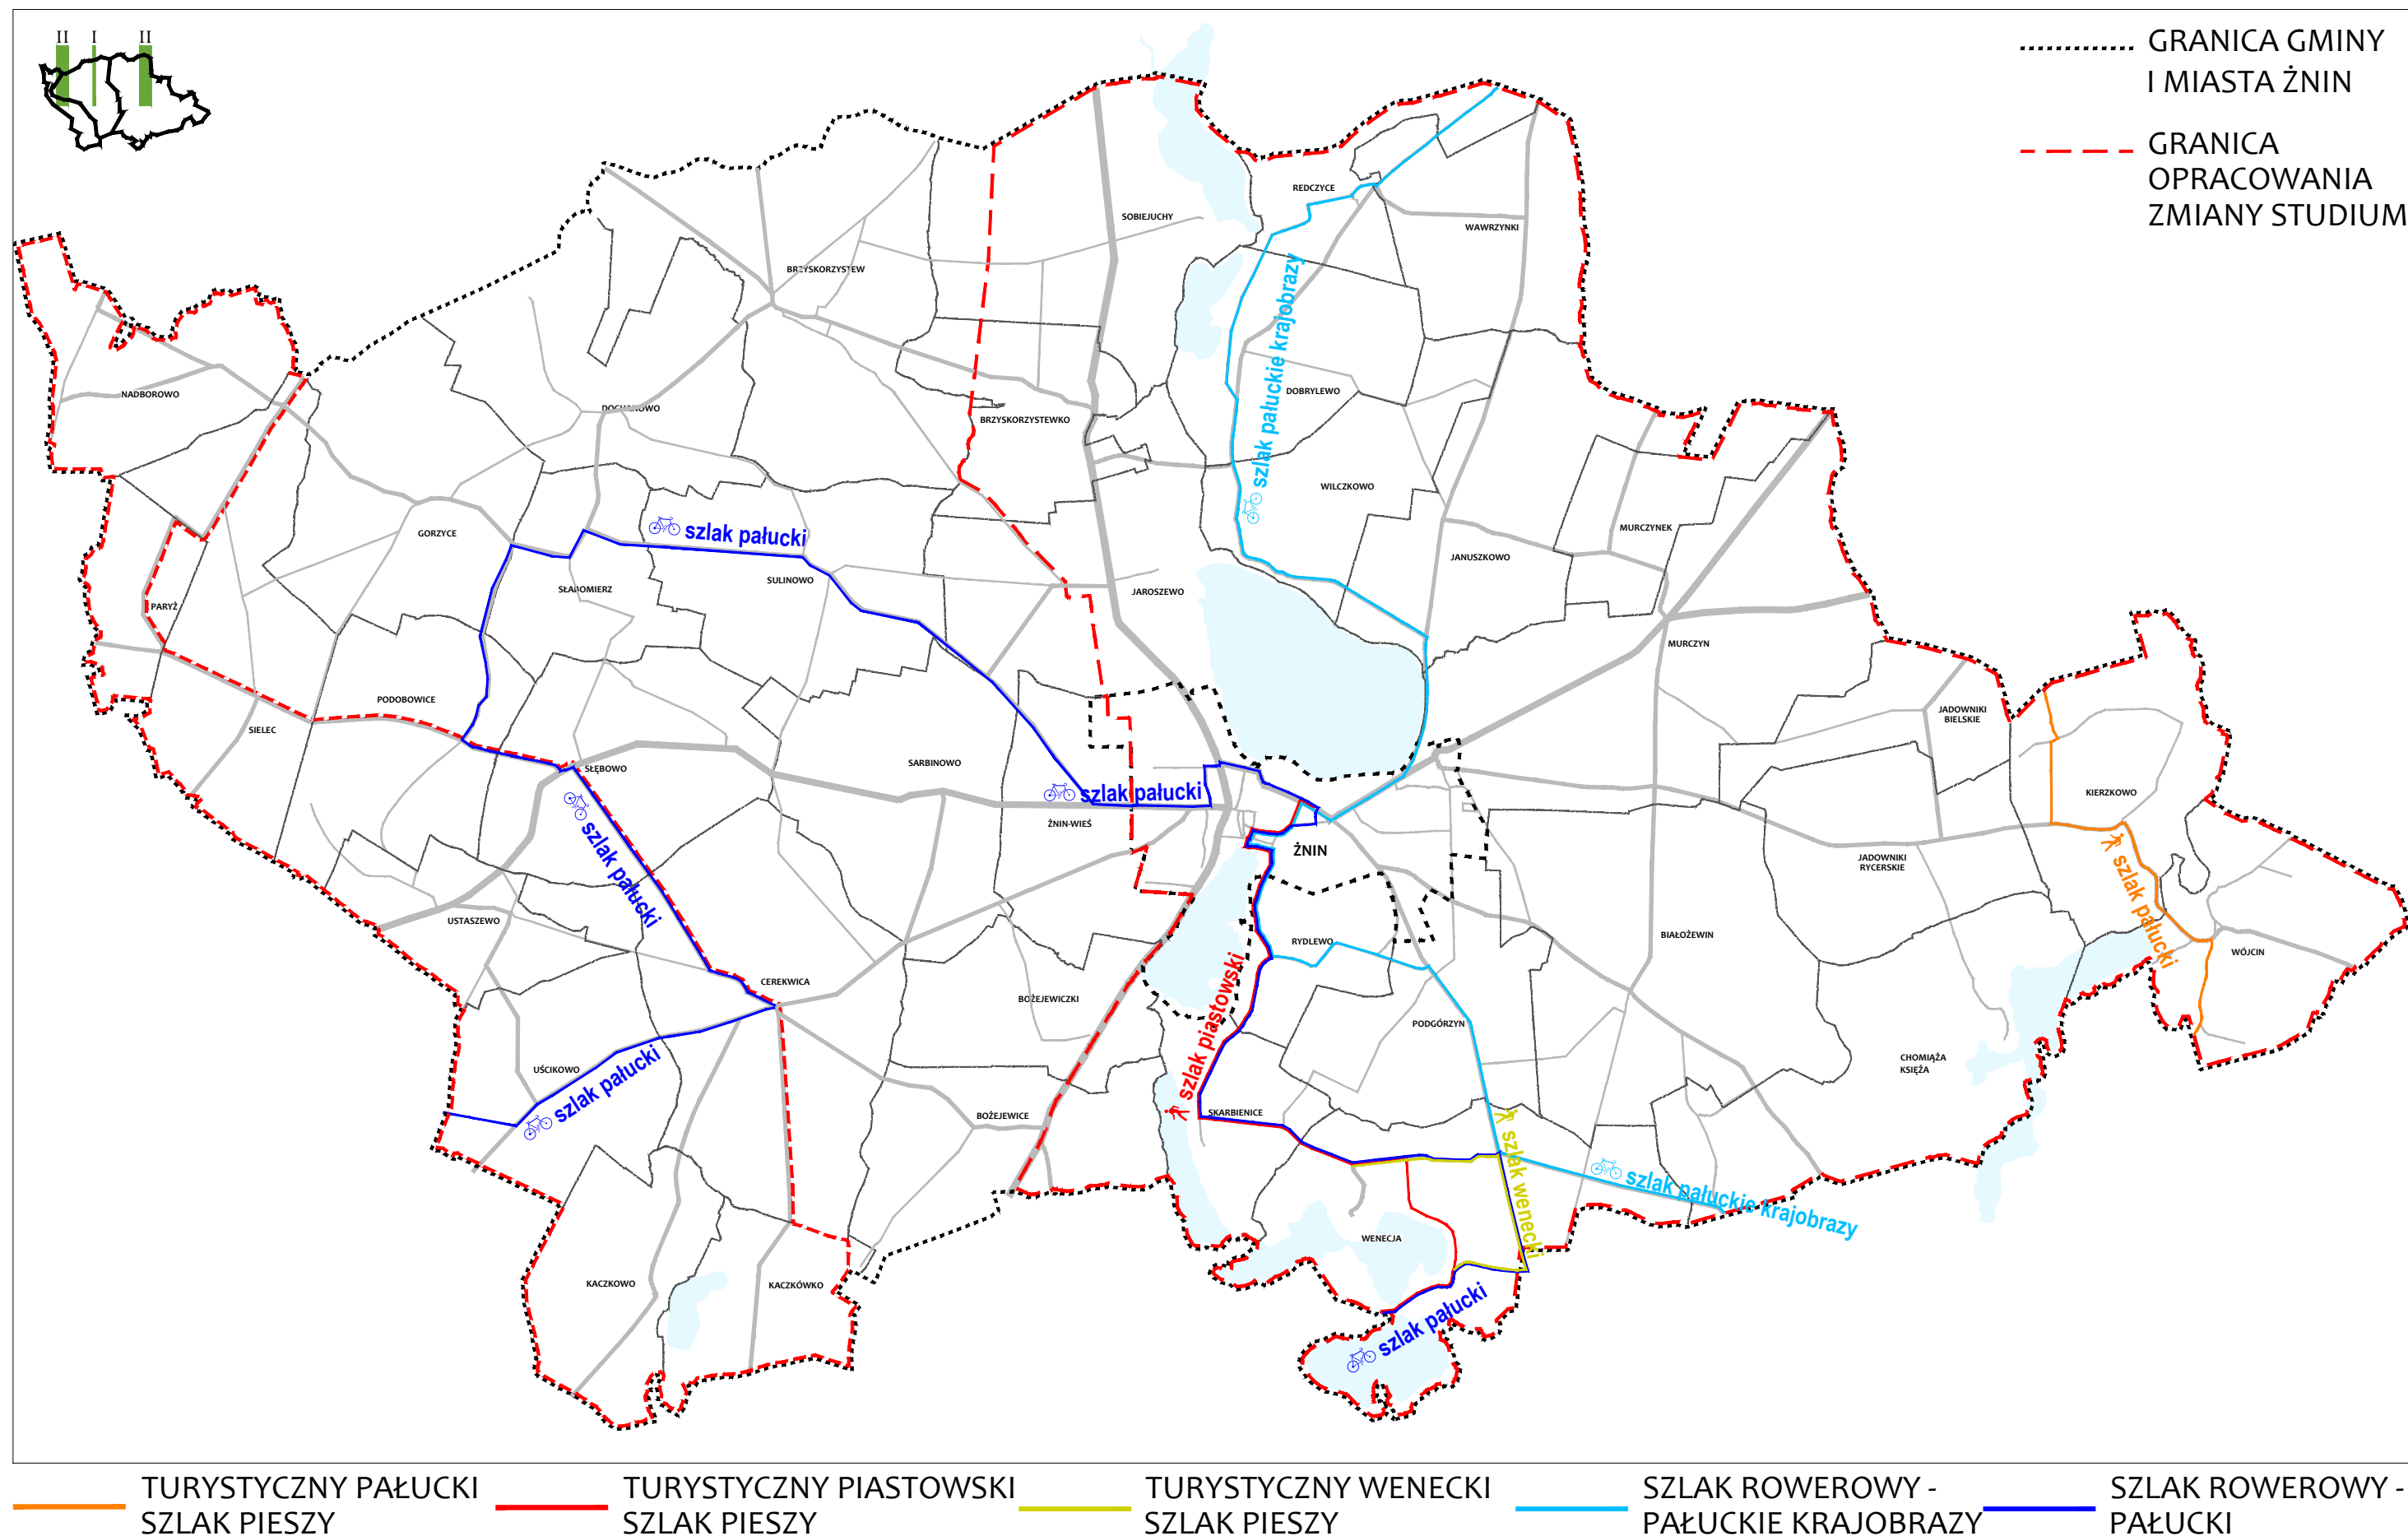 II I II
GRANICA GMINY
I MIASTA ŻNIN
GRANICA
OPRACOWANIA
ZMIANY STUDIUM
REDCZYCE
SOBIEJUCHY
WAWRZYNKI
BRZYSKORZYSTEW
szlak pałuckie krajobrazy
NADBOROWO
DOCHANOWO
BRZYSKORZYSTEWKO
DOBRYLEWO
WILCZKOWO
GORZYCE
szlak pałucki
MURCZYNEK
JANUSZKOWO
SŁABOMIERZ
SULINOWO
JAROSZEWO
PARYŻ
MURCZYN
PODOBOWICE
SIELEC
JADOWNIKI
BIELSKIE
SŁĘBOWO
SARBINOWO
szlak pałucki
KIERZKOWO
ŻNIN-WIEŚ
ŻNIN
szlak pałucki
JADOWNIKI
RYCERSKIE
szlak pałucki
USTASZEWO
RYDLEWO
BIAŁOŻEWIN
WÓJCIN
CEREKWICA
BOŻEJEWICZKI
szlak piastowski
PODGÓRZYN
UŚCIKOWO
szlak pałucki
CHOMIĄŻA
KSIĘŻA
BOŻEJEWICE
SKARBIENICE
szlak wenecki
szlak pałuckie krajobrazy
WENECJA
KACZKOWO
KACZKÓWKO
szlak pałucki
TURYSTYCZNY PAŁUCKI
SZLAK PIESZY
TURYSTYCZNY PIASTOWSKI
SZLAK PIESZY
TURYSTYCZNY WENECKI
SZLAK PIESZY
SZLAK ROWEROWY -
PAŁUCKIE KRAJOBRAZY
SZLAK ROWEROWY -
PAŁUCKI